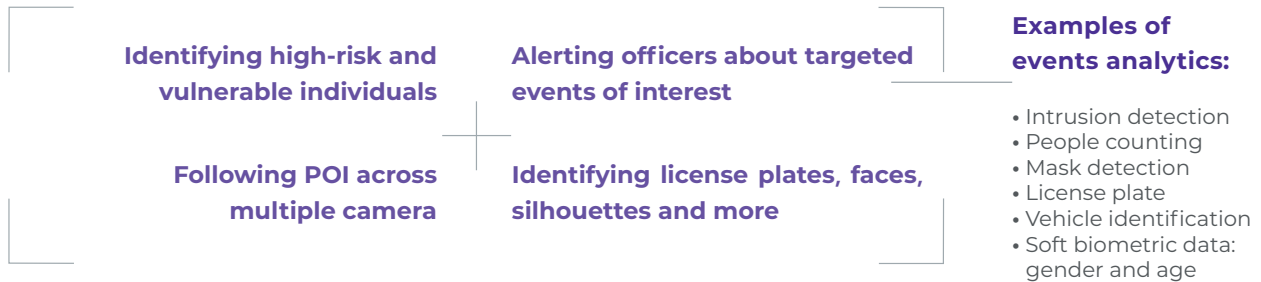 Identifying high-risk and
vulnerable individuals
Alerting officers about targeted
events of interest
Following POI across
multiple camera
Identifying license plates, faces,
silhouettes and more
Examples of
events analytics:
• Intrusion detection
• People counting
• Mask detection
• License plate
• Vehicle identification
• Soft biometric data:
gender and age